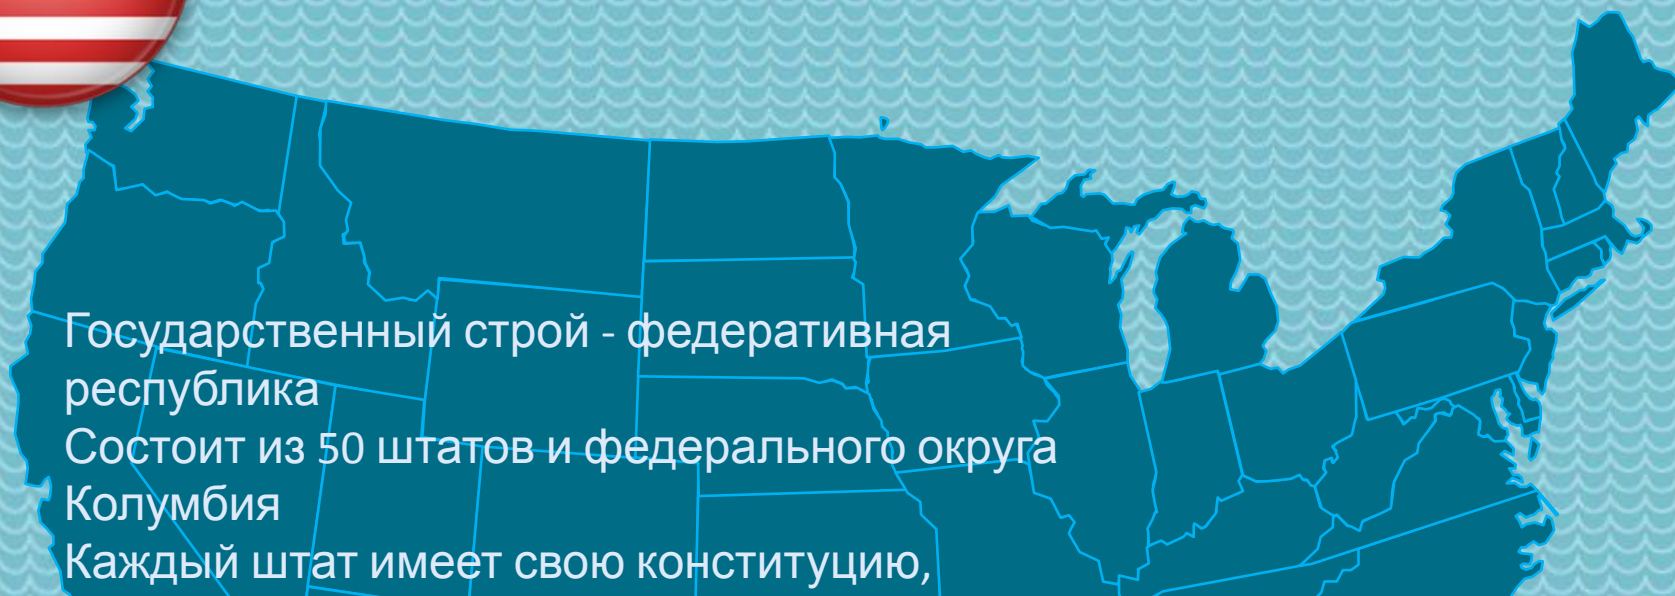 Государственный строй - федеративная
республика
Состоит из 50 штатов и федерального округа
Колумбия
Каждый штат имеет свою конституцию,